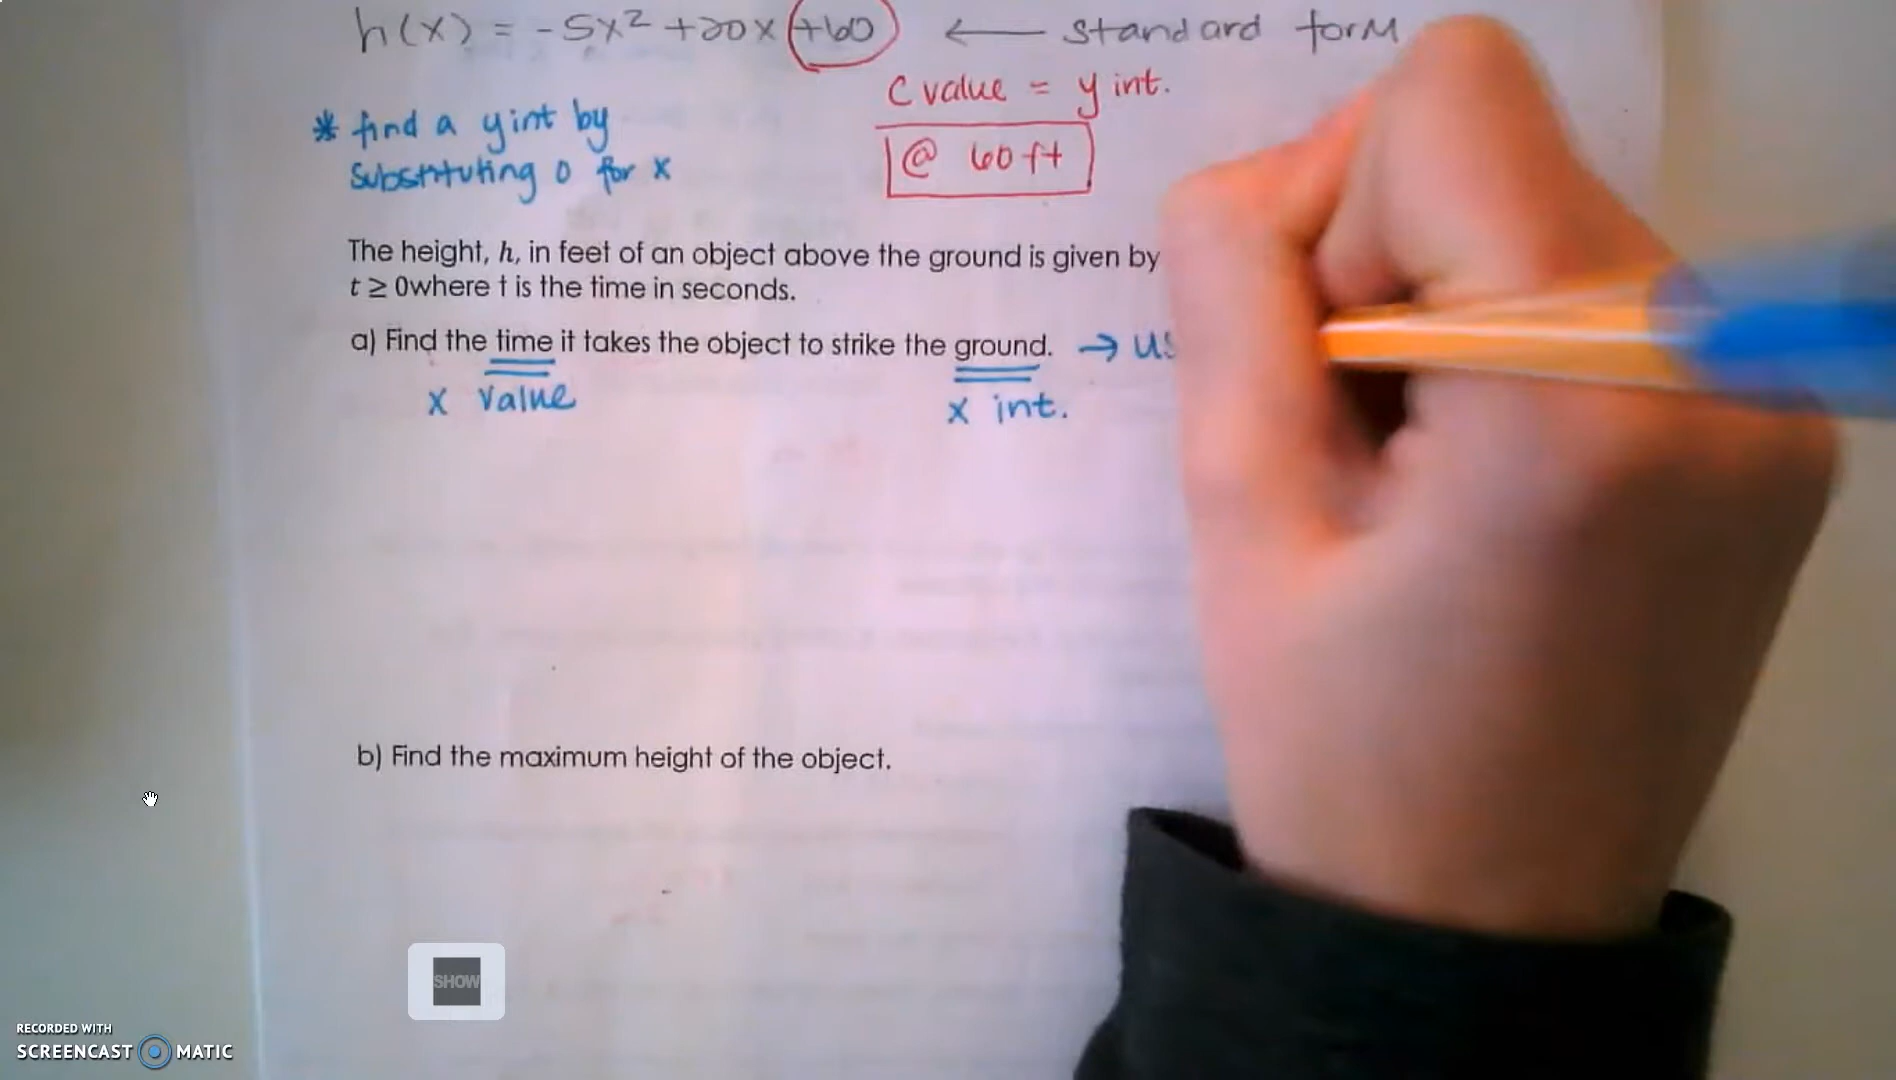 h(x) = -5x² +20x +60 ← standard form
c value = y int.
* find a y int by
@ 60 ft
substituting 0 for x
The height, h, in feet of an object above the ground is given by
t ≥ 0where t is the time in seconds.
a) Find the time it takes the object to strike the ground. → us
x value
x int.
b) Find the maximum height of the object.
SHOW
RECORDED WITH
SCREENCAST MATIC